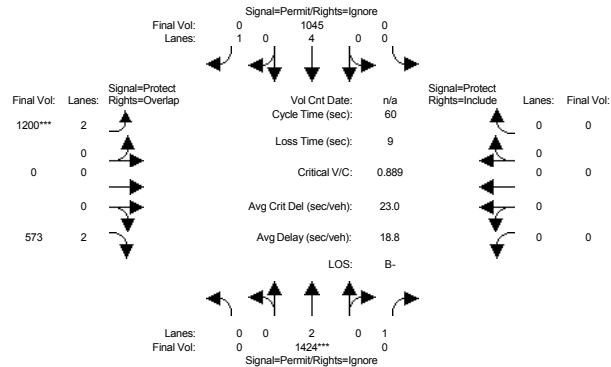 Signal=Permit/Rights=Ignore
Final Vol: 0 1045 0
Lanes: 1 0 4 0 0
Signal=Protect Signal=Protect
Final Vol: Lanes: Rights=Overlap Vol Cnt Date: n/a Rights=Include Lanes: Final Vol:
Cycle Time (sec): 60
1200*** 2 0 0
Loss Time (sec): 9
0 0
0 0 Critical V/C: 0.889 0 0
0 Avg Crit Del (sec/veh): 23.0 0
573 2 Avg Delay (sec/veh): 18.8 0 0
LOS: B-
Lanes: 0 0 2 0 1
Final Vol: 0 1424*** 0
Signal=Permit/Rights=Ignore